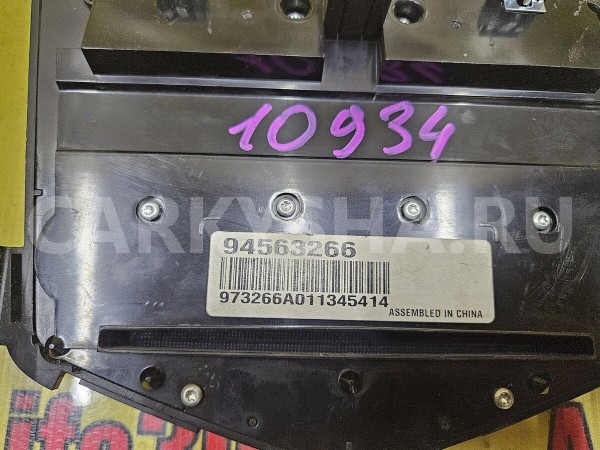 10934
CARKYSHA.RU
94563266
973266A011345414
ASSEMBLED IN CHINA